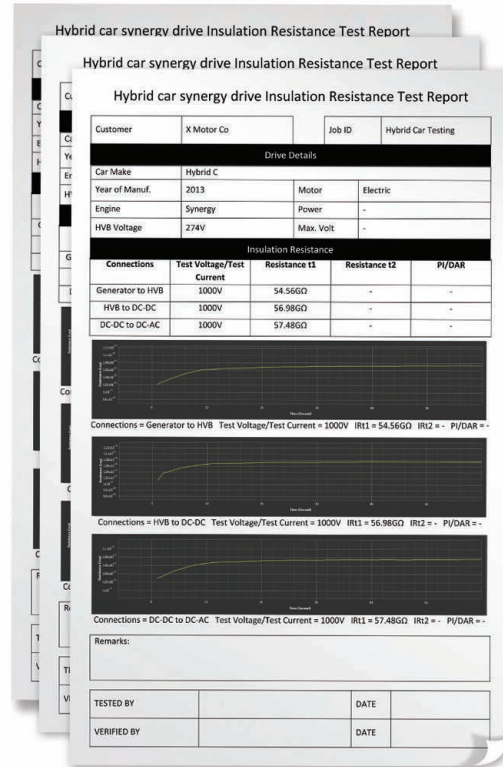 Hybrid car synergy drive Insulation Resistance Test Report
Hybrid car synergy drive Insulation Resistance Test Report
Hybrid car synergy drive Insulation Resistance Test Report
Customer X Motor Co Job ID Hybrid Car Testing
Drive Details
Car Make Hybrid C
Year of Manuf. 2013 Motor Electric
Engine Synergy Power -
HVB Voltage 274V Max. Volt -
Insulation Resistance
Connections Test Voltage/Test Resistance t1 Resistance t2 PI/DAR
Current
Generator to HVB 1000V 54.56GΩ - -
HVB to DC-DC 1000V 56.98GΩ - -
DC-DC to DC-AC 1000V 57.48GΩ - -
Connections = Generator to HVB Test Voltage/Test Current = 1000V IRt1 = 54.56GΩ IRt2 = - PI/DAR = -
Connections = HVB to DC-DC Test Voltage/Test Current = 1000V IRt1 = 56.98GΩ IRt2 = - PI/DAR = -
Connections = DC-DC to DC-AC Test Voltage/Test Current = 1000V IRt1 = 57.48GΩ IRt2 = - PI/DAR = -
Remarks:
TESTED BY DATE
VERIFIED BY DATE